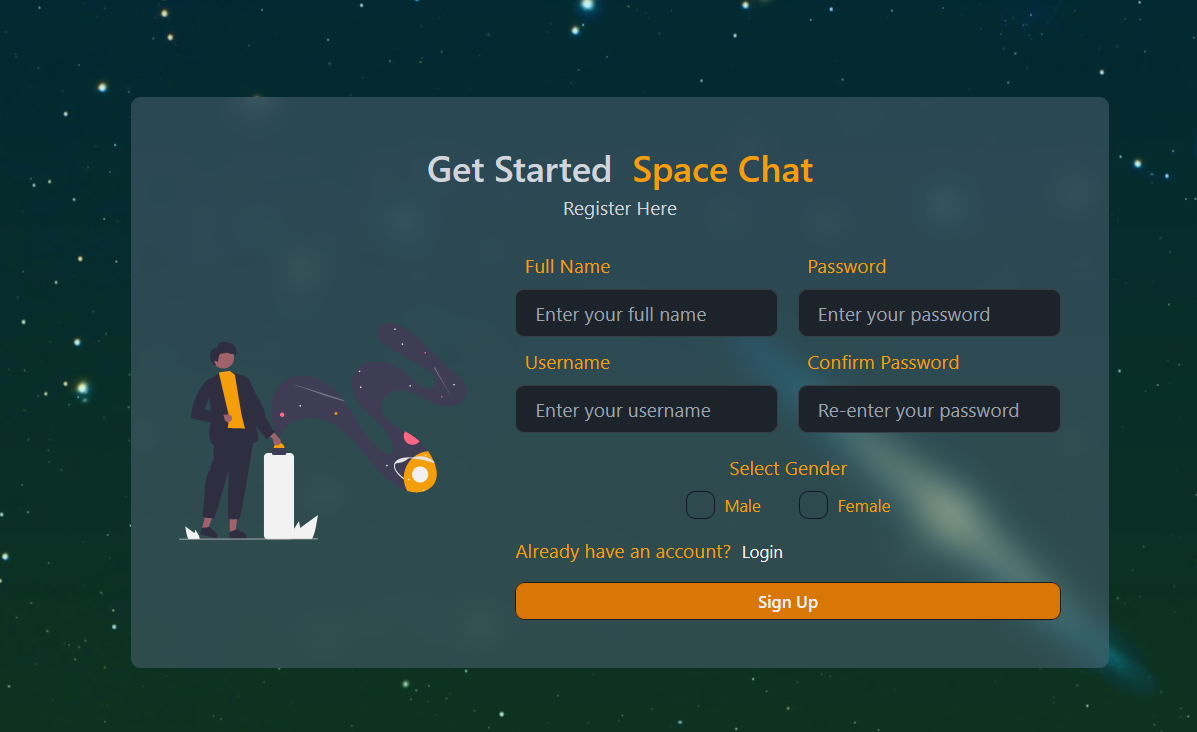 Get Started Space Chat
Register Here
Full Name
Enter your full name
Password
Enter your password
Username
Enter your username
Confirm Password
Re-enter your password
Select Gender
Male Female
Already have an account? Login
Sign Up